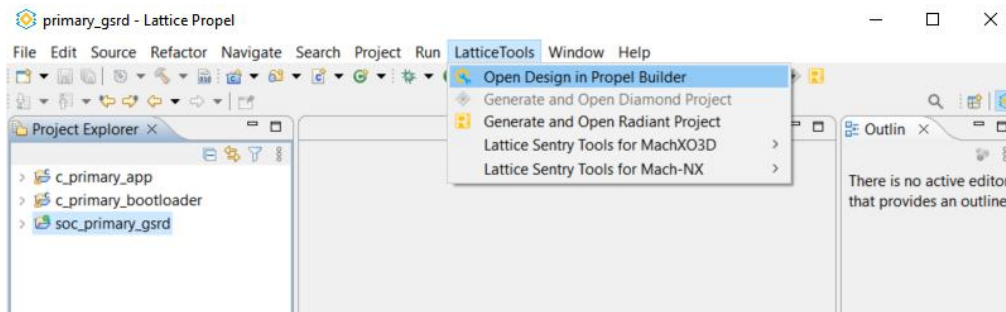 primary_gsrd - Lattice Propel
File Edit Source Refactor Navigate Search Project Run LatticeTools Window Help
Open Design in Propel Builder
Generate and Open Diamond Project
Generate and Open Radiant Project
Lattice Sentry Tools for MachXO3D
Lattice Sentry Tools for Mach-NX
Project Explorer
c_primary_app
c_primary_bootloader
soc_primary_gsrd
Outlin
There is no active editor
that provides an outline